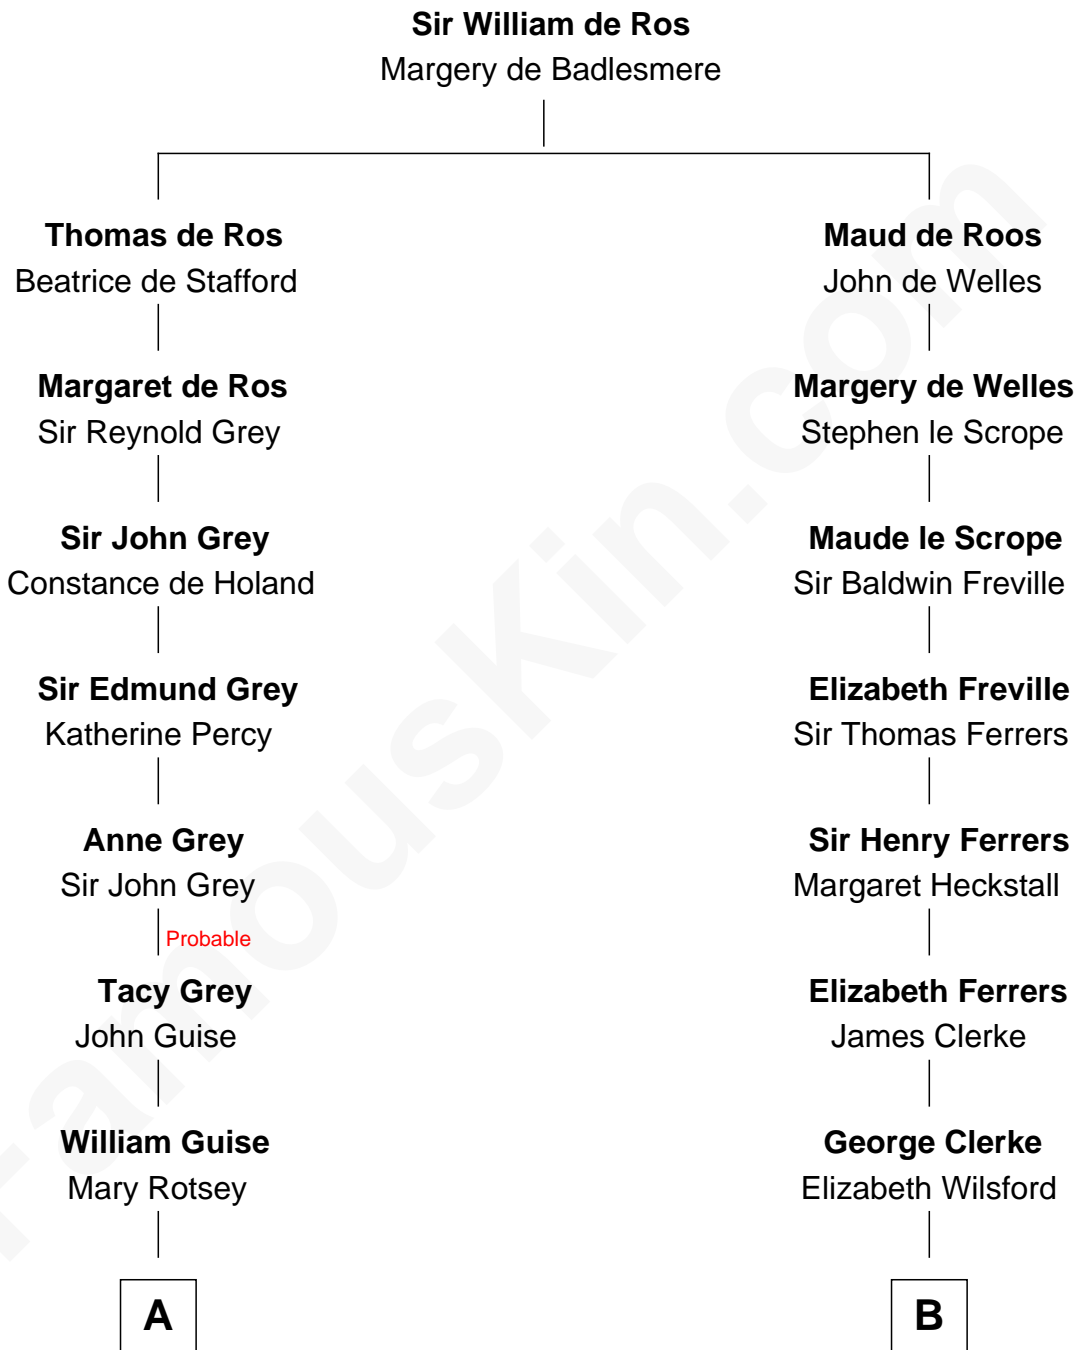 Sir William de Ros
Margery de Badlesmere
Thomas de Ros
Beatrice de Stafford
Margaret de Ros
Sir Reynold Grey
Sir John Grey
Constance de Holand
Sir Edmund Grey
Katherine Percy
Anne Grey
Sir John Grey
Probable
Tacy Grey
John Guise
William Guise
Mary Rotsey
A
Maud de Roos
John de Welles
Margery de Welles
Stephen le Scrope
Maude le Scrope
Sir Baldwin Freville
Elizabeth Freville
Sir Thomas Ferrers
Sir Henry Ferrers
Margaret Heckstall
Elizabeth Ferrers
James Clerke
George Clerke
Elizabeth Wilsford
B
FamousKin.com